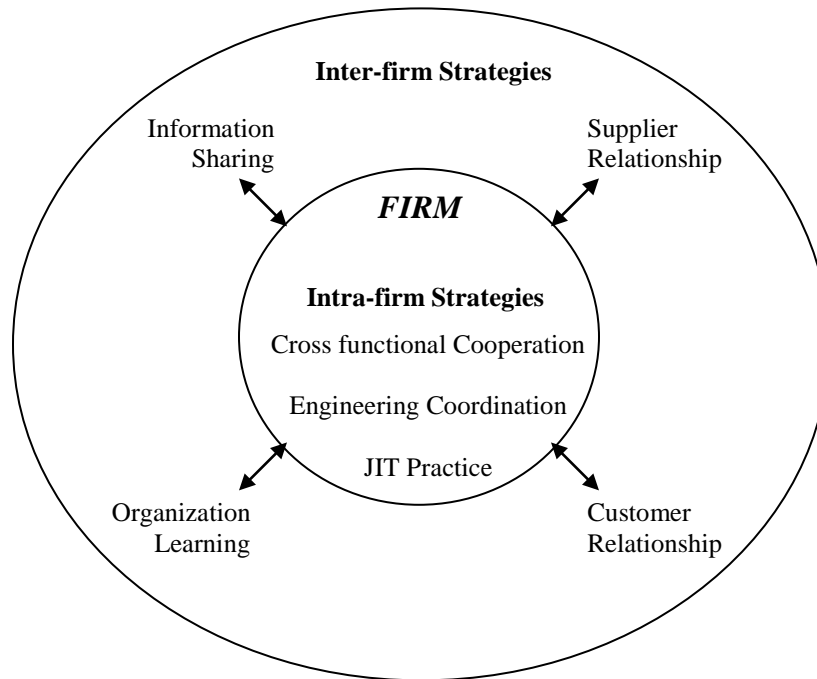 Inter-firm Strategies
Information
Sharing
Supplier
Relationship
FIRM
Intra-firm Strategies
Cross functional Cooperation
Engineering Coordination
JIT Practice
Organization
Learning
Customer
Relationship